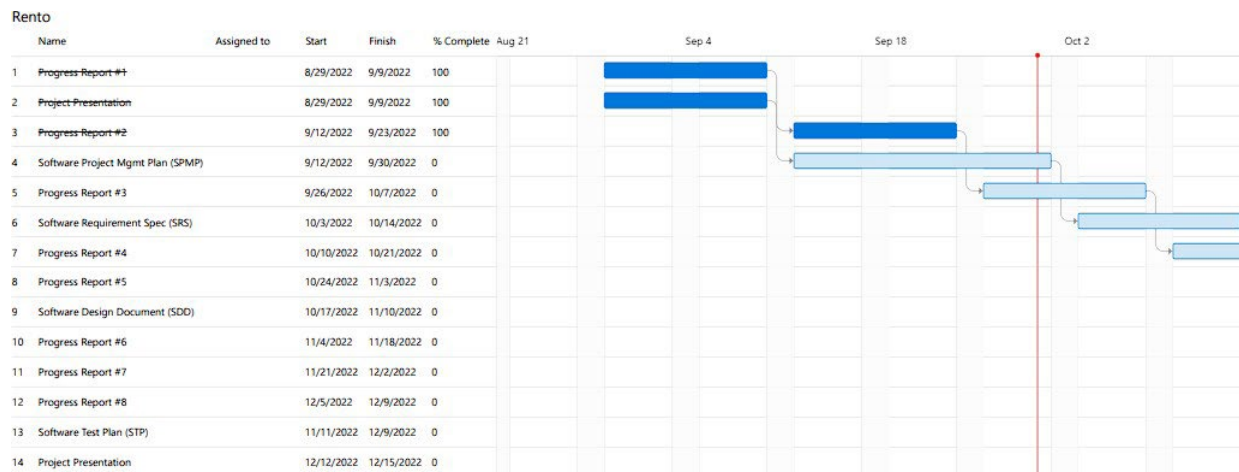 Rento
Name Assigned to Start Finish % Complete Aug 21 Sep 4 Sep 18 Oct 2
1 Progress Report #1 8/29/2022 9/9/2022 100
2 Project Presentation 8/29/2022 9/9/2022 100
3 Progress Report #2 9/12/2022 9/23/2022 100
4 Software Project Mgmt Plan (SPMP) 9/12/2022 9/30/2022 0
5 Progress Report #3 9/26/2022 10/7/2022 0
6 Software Requirement Spec (SRS) 10/3/2022 10/14/2022 0
7 Progress Report #4 10/10/2022 10/21/2022 0
8 Progress Report #5 10/24/2022 11/3/2022 0
9 Software Design Document (SDD) 10/17/2022 11/10/2022 0
10 Progress Report #6 11/4/2022 11/18/2022 0
11 Progress Report #7 11/21/2022 12/2/2022 0
12 Progress Report #8 12/5/2022 12/9/2022 0
13 Software Test Plan (STP) 11/11/2022 12/9/2022 0
14 Project Presentation 12/12/2022 12/15/2022 0